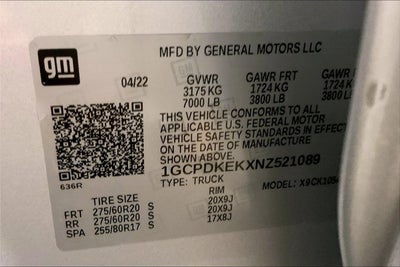 gm
MFD BY GENERAL MOTORS LLC
04/22 GVWR GAWR FRT GAWR
3175 KG 1724 KG 1724
7000 LB 3800 LB 3800
THIS VEHICLE CONFORMS TO ALL
APPLICABLE U.S. FEDERAL MOTOR
VEHICLE SAFETY STANDARDS IN EFFECT
ON THE DATE OF MANUFACTURE
SHOWN ABOVE.
1GCPDKEKXNZ521089
636R TYPE: TRUCK MODEL:
TIRE SIZE RIM
FRT 275/60R20 S 20X9J
RR 275/60R20 S 20X9J
SPA 255/80R17 S 17X8J